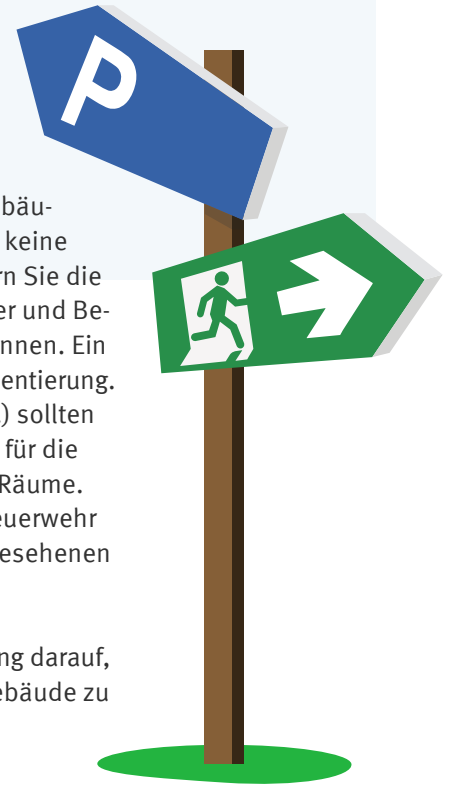 P
bäu-
keine
rn Sie die
er und Be-
nnen. Ein
entierung.
) sollten
für die
Räume.
euerwehr
esehenen
ng darauf,
ebäude zu